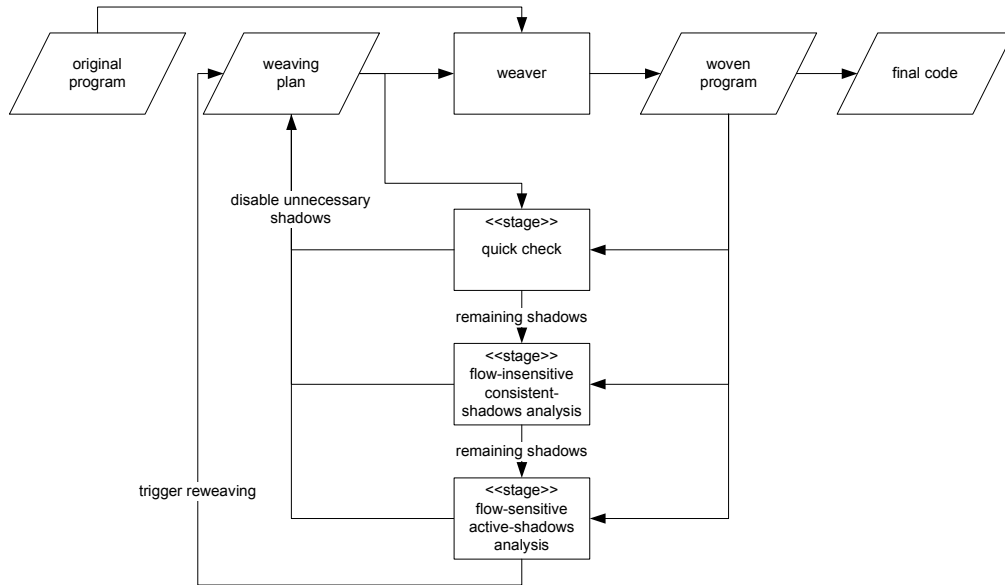 original
program
weaving
plan
weaver
woven
program
final code
disable unnecessary
shadows
<<stage>>
quick check
remaining shadows
<<stage>>
flow-insensitive
consistent-
shadows analysis
remaining shadows
trigger reweaving
<<stage>>
flow-sensitive
active-shadows
analysis